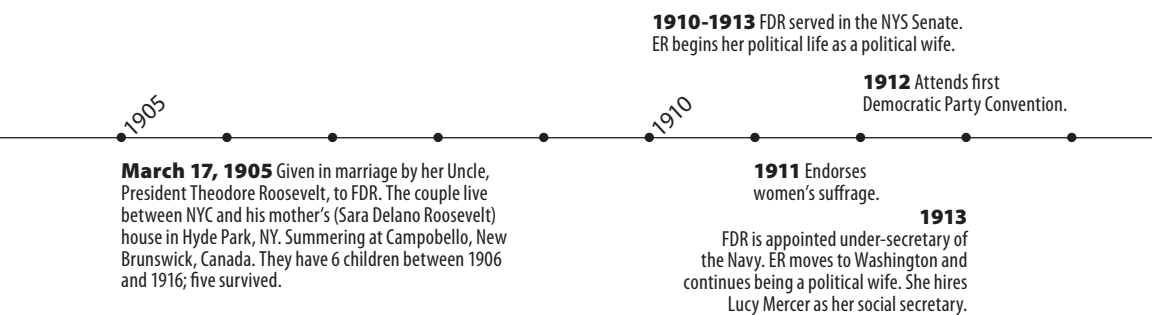 1910-1913 FDR served in the NYS Senate.
ER begins her political life as a political wife.
1912 Attends first
Democratic Party Convention.
1905
1910
March 17, 1905 Given in marriage by her Uncle,
President Theodore Roosevelt, to FDR. The couple live
between NYC and his mother’s (Sara Delano Roosevelt)
house in Hyde Park, NY. Summering at Campobello, New
Brunswick, Canada. They have 6 children between 1906
and 1916; five survived.
1911 Endorses
women’s suffrage.
1913
FDR is appointed under-secretary of
the Navy. ER moves to Washington and
continues being a political wife. She hires
Lucy Mercer as her social secretary.